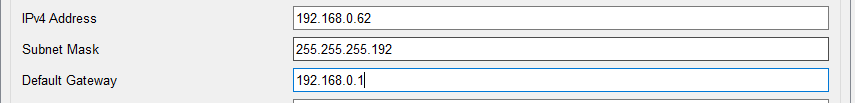 IPv4 Address 192.168.0.62
Subnet Mask 255.255.255.192
Default Gateway 192.168.0.1